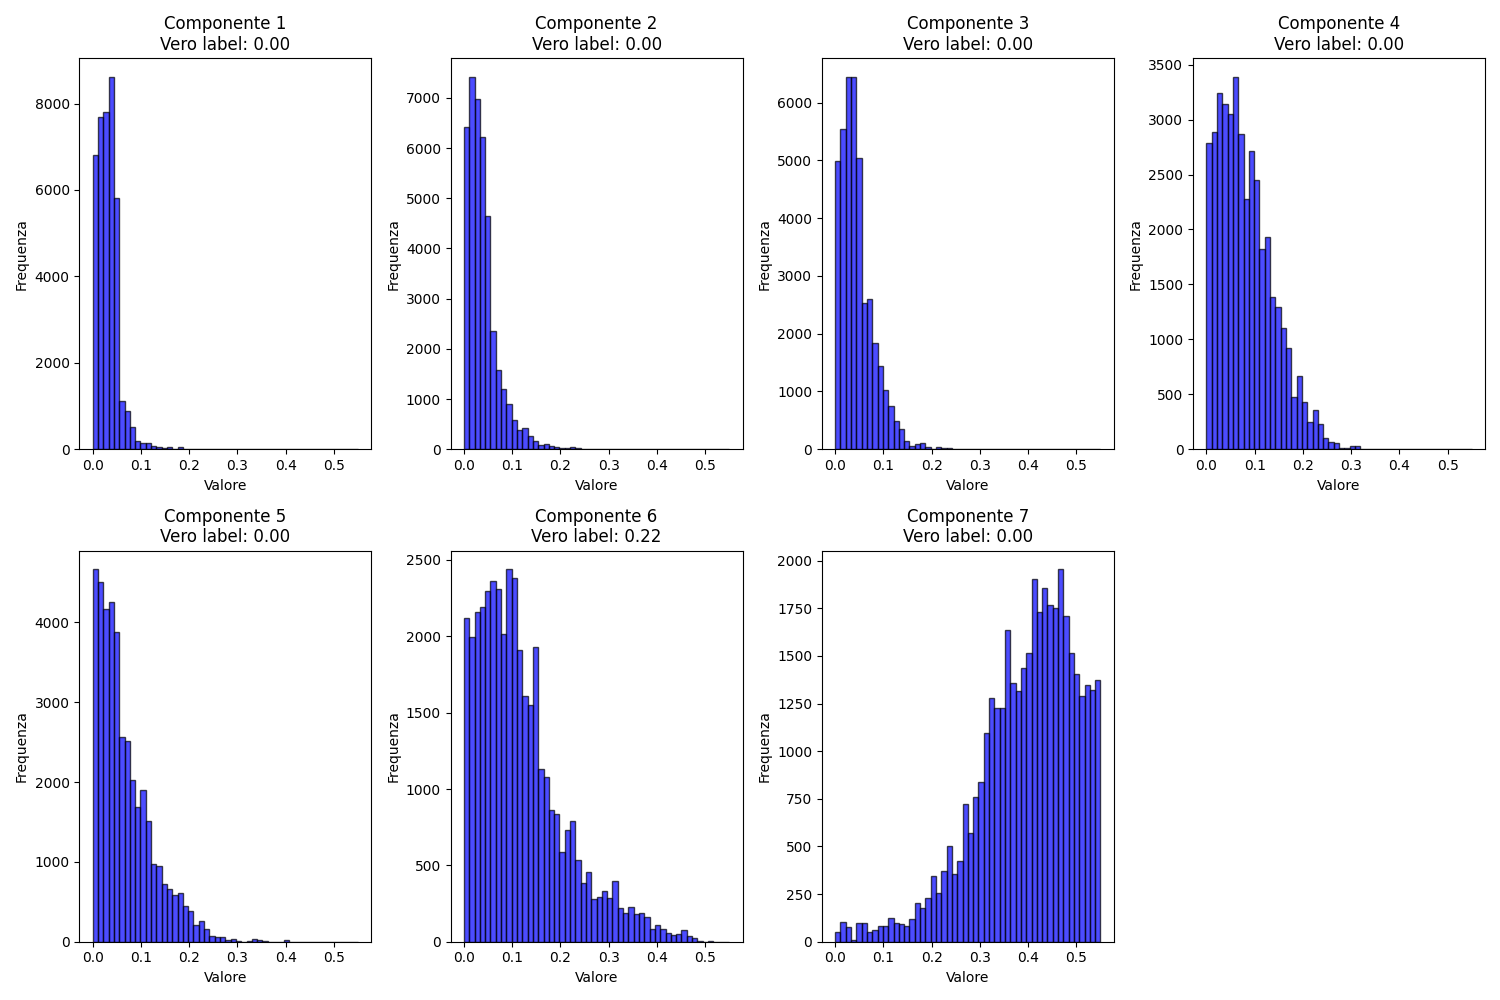 Componente 1
Vero label: 0.00
Frequenza
8000
6000
4000
2000
0
0.0 0.1 0.2 0.3 0.4 0.5
Valore
Componente 2
Vero label: 0.00
Frequenza
7000
6000
5000
4000
3000
2000
1000
0
0.0 0.1 0.2 0.3 0.4 0.5
Valore
Componente 3
Vero label: 0.00
Frequenza
6000
5000
4000
3000
2000
1000
0
0.0 0.1 0.2 0.3 0.4 0.5
Valore
Componente 4
Vero label: 0.00
Frequenza
3500
3000
2500
2000
1500
1000
500
0
0.0 0.1 0.2 0.3 0.4 0.5
Valore
Componente 5
Vero label: 0.00
Frequenza
4000
3000
2000
1000
0
0.0 0.1 0.2 0.3 0.4 0.5
Valore
Componente 6
Vero label: 0.22
Frequenza
2500
2000
1500
1000
500
0
0.0 0.1 0.2 0.3 0.4 0.5
Valore
Componente 7
Vero label: 0.00
Frequenza
2000
1750
1500
1250
1000
750
500
250
0
0.0 0.1 0.2 0.3 0.4 0.5
Valore